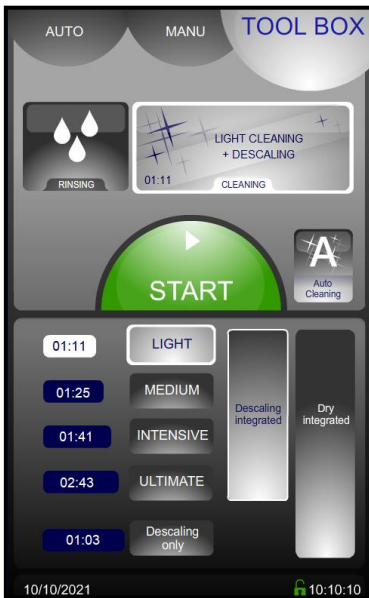 AUTO
MANU
TOOL BOX
RINSING
LIGHT CLEANING
+ DESCALING
01:11
CLEANING
START
A
Auto
Cleaning
01:11
LIGHT
01:25
MEDIUM
01:41
INTENSIVE
02:43
ULTIMATE
01:03
Descaling
only
Descaling
integrated
Dry
integrated
10/10/2021
10:10:10